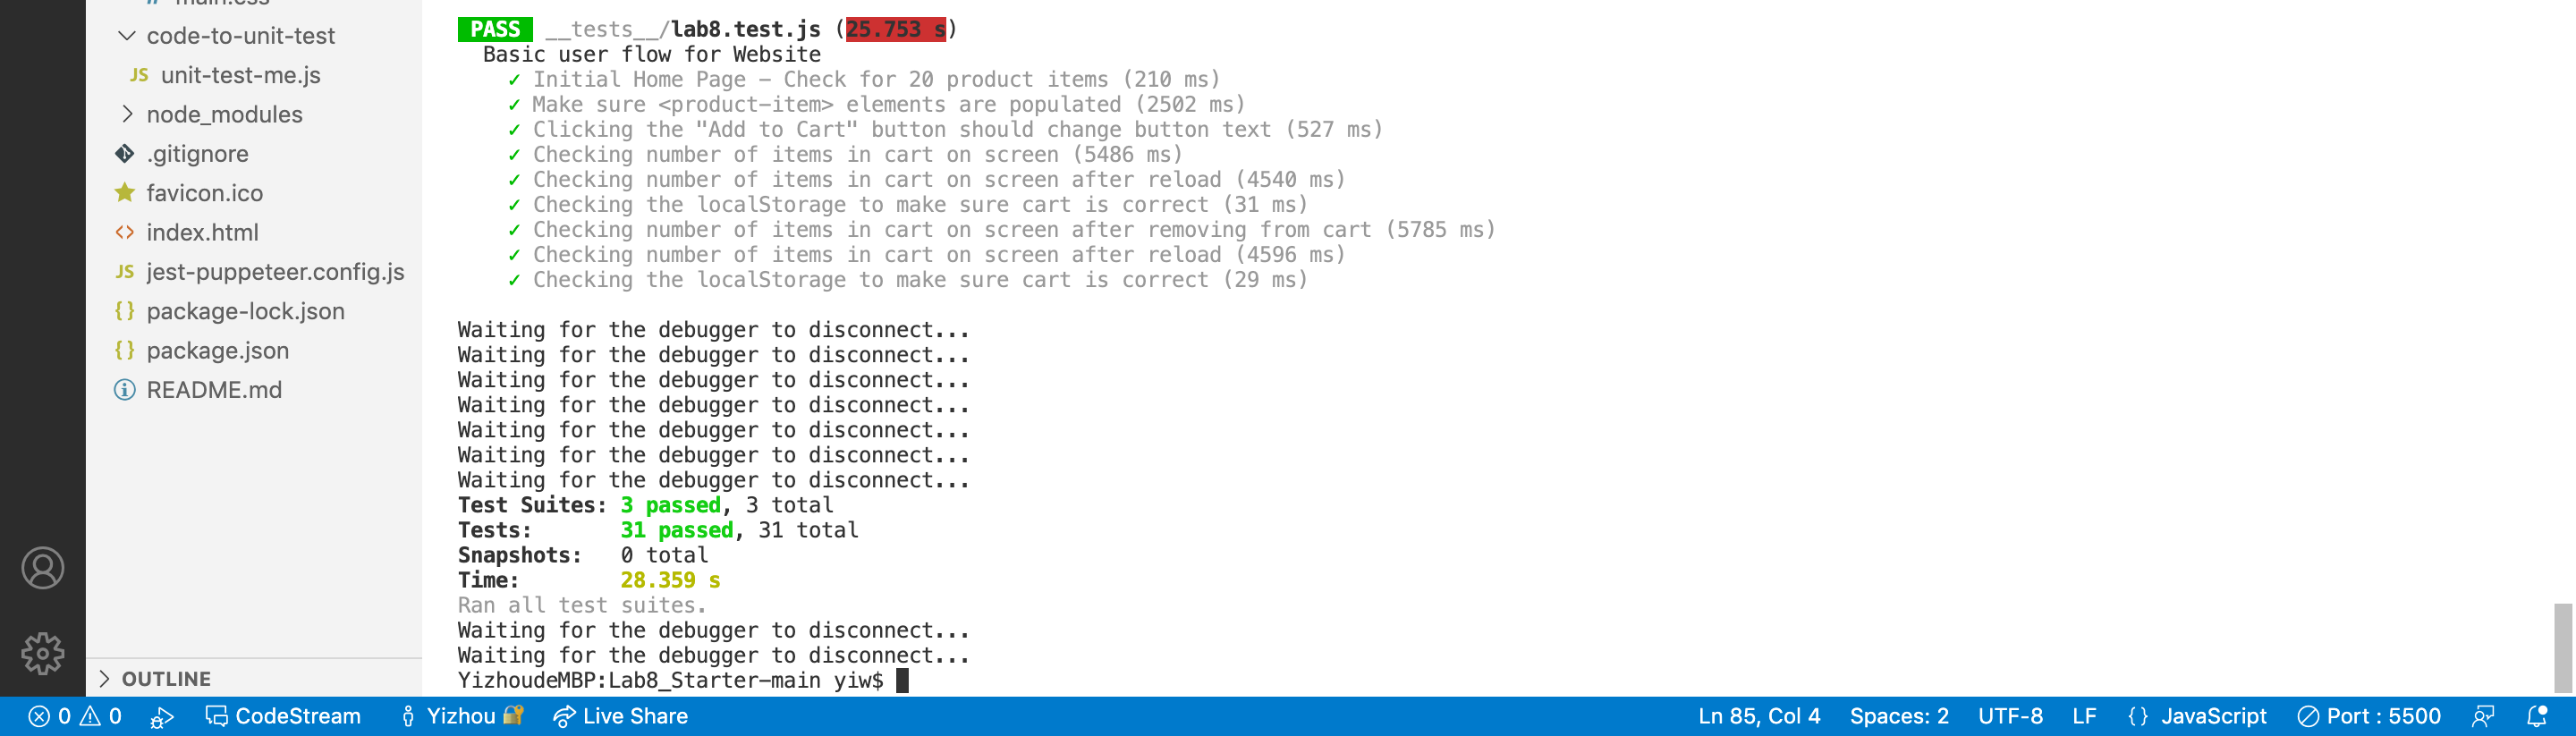 main.css
code-to-unit-test
JS unit-test-me.js
node_modules
.gitignore
favicon.ico
<> index.html
JS jest-puppeteer.config.js
{} package-lock.json
{} package.json
README.md
OUTLINE
PASS __tests__/lab8.test.js (25.753 s)
Basic user flow for Website
✓ Initial Home Page – Check for 20 product items (210 ms)
✓ Make sure <product-item> elements are populated (2502 ms)
✓ Clicking the "Add to Cart" button should change button text (527 ms)
✓ Checking number of items in cart on screen (5486 ms)
✓ Checking number of items in cart on screen after reload (4540 ms)
✓ Checking the localStorage to make sure cart is correct (31 ms)
✓ Checking number of items in cart on screen after removing from cart (5785 ms)
✓ Checking number of items in cart on screen after reload (4596 ms)
✓ Checking the localStorage to make sure cart is correct (29 ms)
Waiting for the debugger to disconnect...
Waiting for the debugger to disconnect...
Waiting for the debugger to disconnect...
Waiting for the debugger to disconnect...
Waiting for the debugger to disconnect...
Waiting for the debugger to disconnect...
Waiting for the debugger to disconnect...
Test Suites: 3 passed, 3 total
Tests: 31 passed, 31 total
Snapshots: 0 total
Time: 28.359 s
Ran all test suites.
Waiting for the debugger to disconnect...
Waiting for the debugger to disconnect...
YizhoudeMBP:Lab8_Starter-main yiw$
0 0 CodeStream Yizhou 🔐 Live Share Ln 85, Col 4 Spaces: 2 UTF-8 LF {} JavaScript Port : 5500